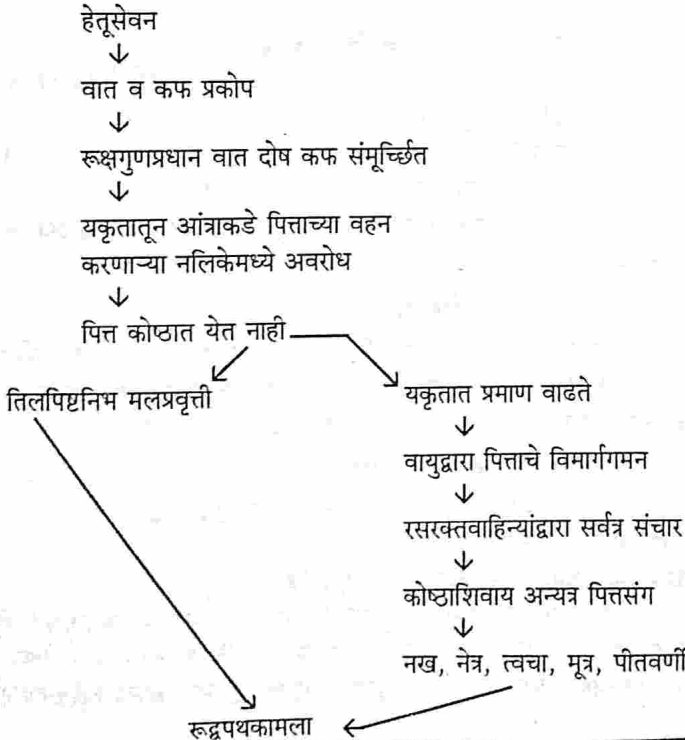 हेतूसेवन
वात व कफ प्रकोप
रूक्षगुणप्रधान वात दोष कफ संमूर्च्छित
यकृतातून आंत्राकडे पित्ताच्या वहन
करणाऱ्या नलिकेमध्ये अवरोध
पित्त कोष्ठात येत नाही
तिलपिष्टनिभ मलप्रवृत्ती
यकृतात प्रमाण वाढते
वायुद्वारा पित्ताचे विमार्गगमन
रसरक्तवाहिन्यांद्वारा सर्वत्र संचार
कोष्ठाशिवाय अन्यत्र पित्तसंग
नख, नेत्र, त्वचा, मूत्र, पीतवर्णी
रूद्वपथकामला